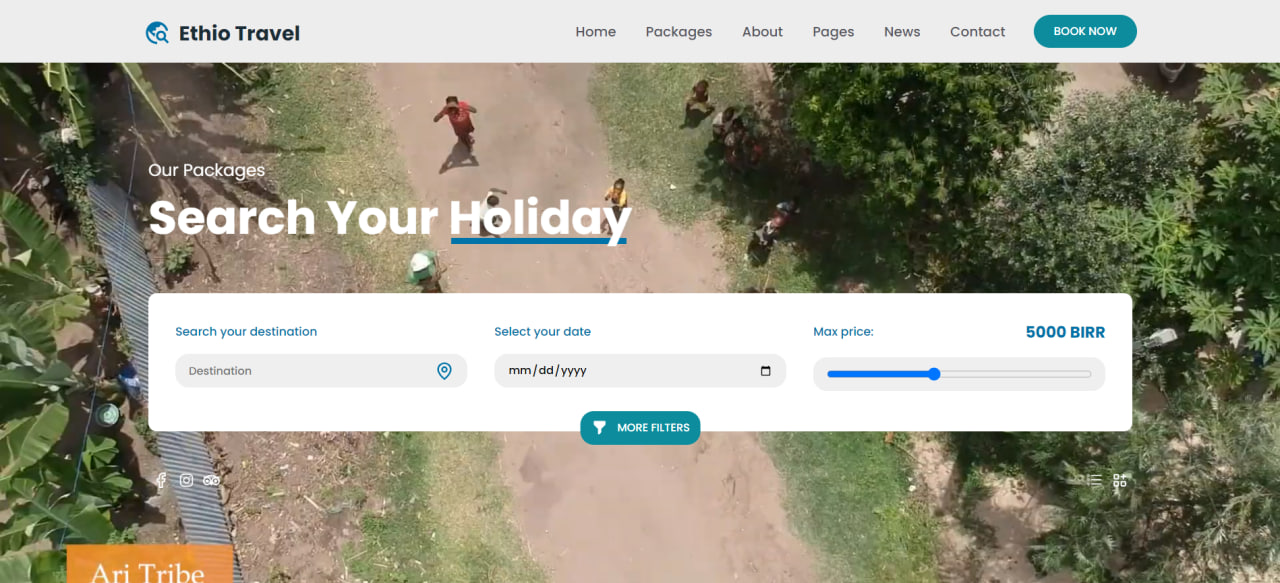 Ethio Travel
Home Packages About Pages News Contact BOOK NOW
Our Packages
Search Your Holiday
Search your destination Select your date Max price: 5000 BIRR
Destination mm/dd/yyyy
MORE FILTERS
Ari Tribe